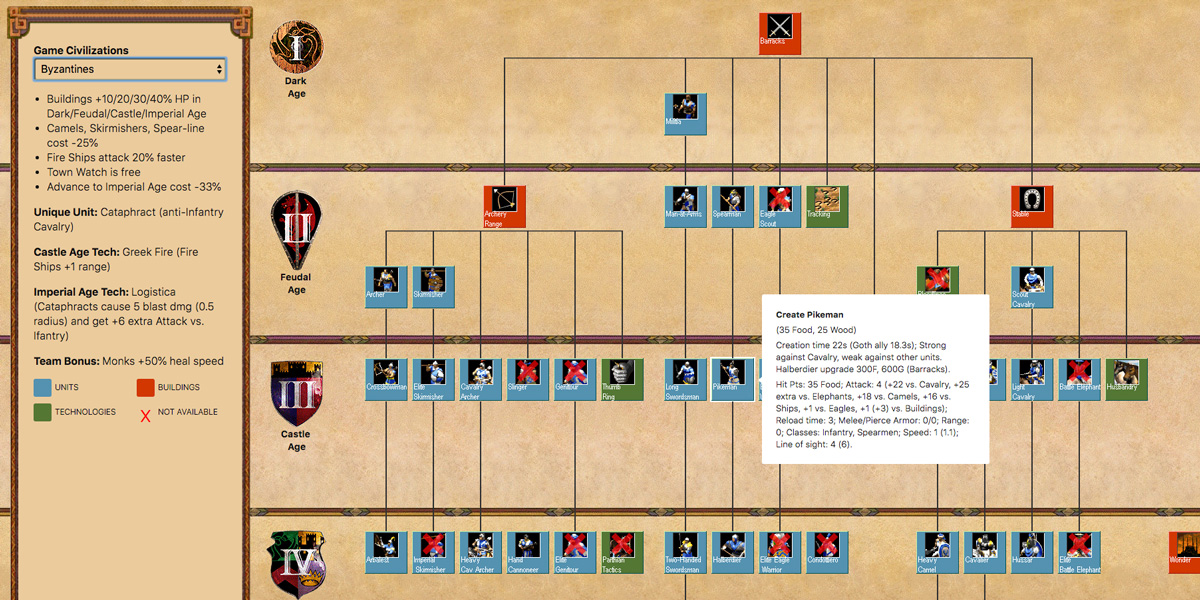 Game Civilizations
Byzantines
Buildings +10/20/30/40% HP in
Dark/Feudal/Castle/Imperial Age
Camels, Skirmishers, Spear-line
cost -25%
Fire Ships attack 20% faster
Town Watch is free
Advance to Imperial Age cost -33%
Unique Unit: Cataphract (anti-Infantry
Cavalry)
Castle Age Tech: Greek Fire (Fire
Ships +1 range)
Imperial Age Tech: Logistica
(Cataphracts cause 5 blast dmg (0.5
radius) and get +6 extra Attack vs.
Ifantry)
Team Bonus: Monks +50% heal speed
UNITS
BUILDINGS
TECHNOLOGIES
NOT AVAILABLE
I
Dark
Age
Barracks
Militia
II
Feudal
Age
Archery
Range
Man-at-Arms
Spearman
Eagle
Scout
Tracking
Stable
Archer
Skirmisher
Scout
Cavalry
Create Pikeman
(35 Food, 25 Wood)
Creation time 22s (Goth ally 18.3s); Strong
against Cavalry, weak against other units.
Halberdier upgrade 300F, 600G (Barracks).
Hit Pts: 35 Food; Attack: 4 (+22 vs. Cavalry, +25
extra vs. Elephants, +18 vs. Camels, +16 vs.
Ships, +1 vs. Eagles, +1 (+3) vs. Buildings);
Reload time: 3; Melee/Pierce Armor: 0/0; Range:
0; Classes: Infantry, Spearmen; Speed: 1 (1.1);
Line of sight: 4 (6).
III
Castle
Age
Crossbowman
Elite
Skirmisher
Cavalry
Archer
Slinger
Genitour
Thumb
Ring
Long
Swordsman
Pikeman
Light
Cavalry
Battle Elephant
Husbandry
IV
Arbalest
Imperial
Skirmisher
Heavy
Cav Archer
Hand
Cannoneer
Elite
Genitour
Parthian
Tactics
Two-Handed
Swordsman
Halberdier
Elite Eagle
Warrior
Condottiero
Heavy
Camel
Cavalier
Hussar
Elite
Battle Elephant
Wonder